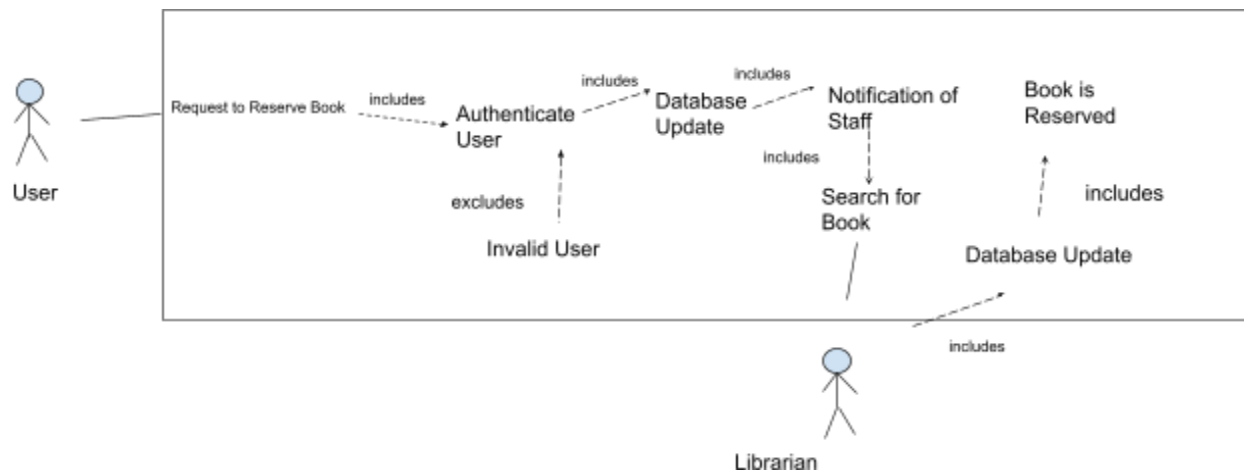 User
Request to Reserve Book
includes
Authenticate
User
excludes
Invalid User
includes
Database
Update
includes
Notification of
Staff
includes
Search for
Book
Book is
Reserved
includes
Database Update
includes
Librarian